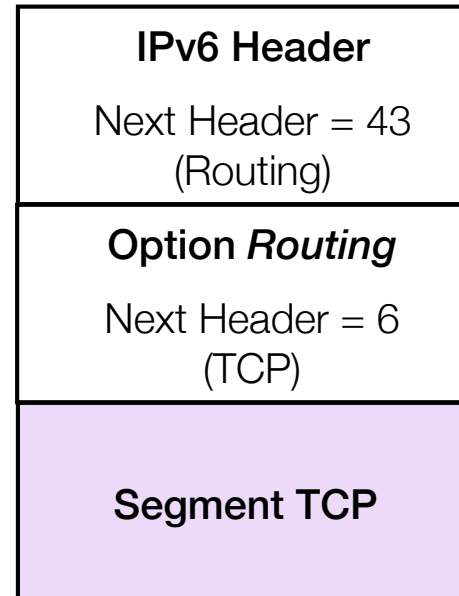 IPv6 Header
Next Header = 43
(Routing)
Option Routing
Next Header = 6
(TCP)
Segment TCP